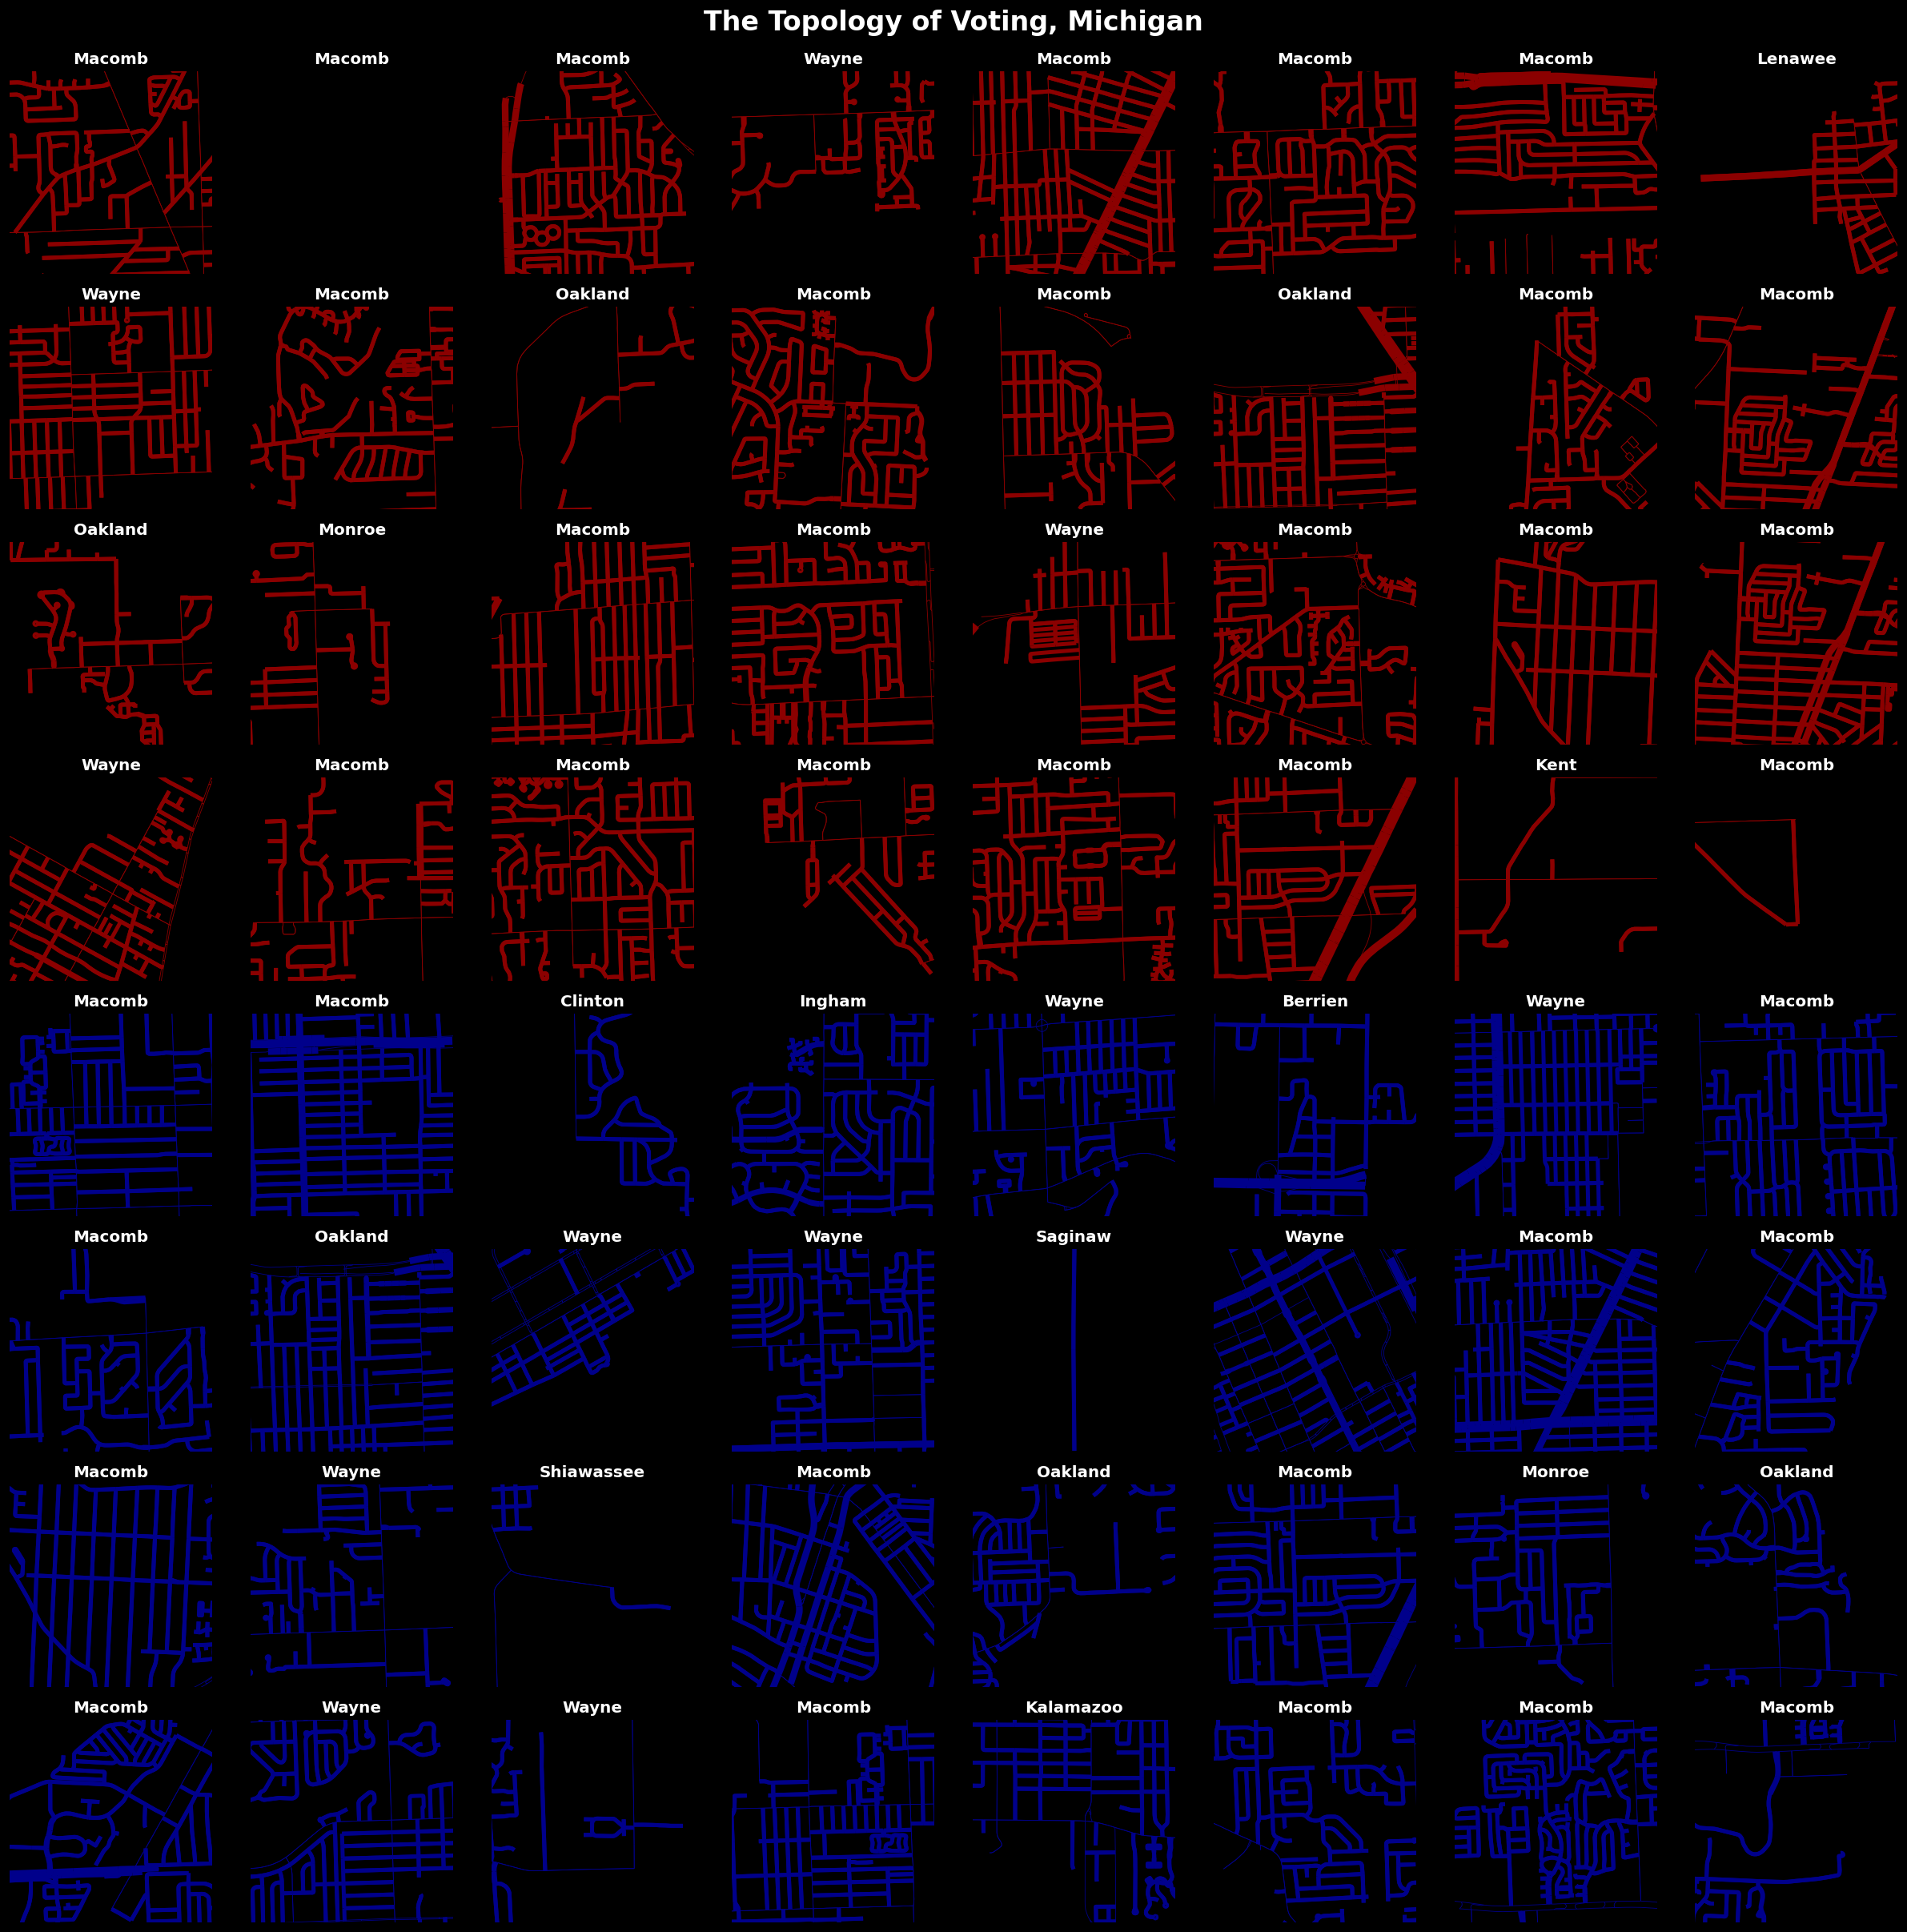 The Topology of Voting, Michigan
Macomb Macomb Macomb Wayne Macomb Macomb Macomb Lenawee
Wayne Macomb Oakland Macomb Macomb Oakland Macomb Macomb
Oakland Monroe Macomb Macomb Wayne Macomb Macomb Macomb
Wayne Macomb Macomb Macomb Macomb Macomb Kent Macomb
Macomb Macomb Clinton Ingham Wayne Berrien Wayne Macomb
Macomb Oakland Wayne Wayne Saginaw Wayne Macomb Macomb
Macomb Wayne Shiawassee Macomb Oakland Macomb Monroe Oakland
Macomb Wayne Wayne Macomb Kalamazoo Macomb Macomb Macomb